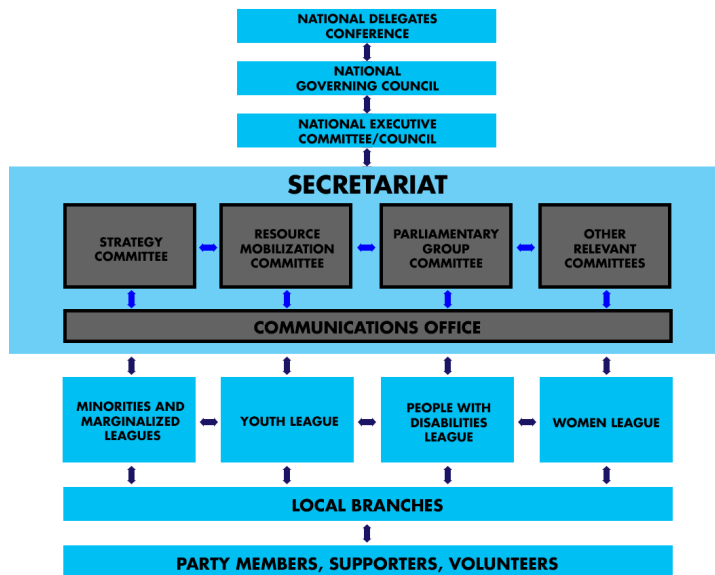 NATIONAL DELEGATES
CONFERENCE
NATIONAL
GOVERNING COUNCIL
NATIONAL EXECUTIVE
COMMITTEE/COUNCIL
SECRETARIAT
STRATEGY
COMMITTEE
RESOURCE
MOBILIZATION
COMMITTEE
PARLIAMENTARY
GROUP
COMMITTEE
OTHER
RELEVANT
COMMITTEES
COMMUNICATIONS OFFICE
MINORITIES AND
MARGINALIZED
LEAGUES
YOUTH LEAGUE
PEOPLE WITH
DISABILITIES
LEAGUE
WOMEN LEAGUE
LOCAL BRANCHES
PARTY MEMBERS, SUPPORTERS, VOLUNTEERS